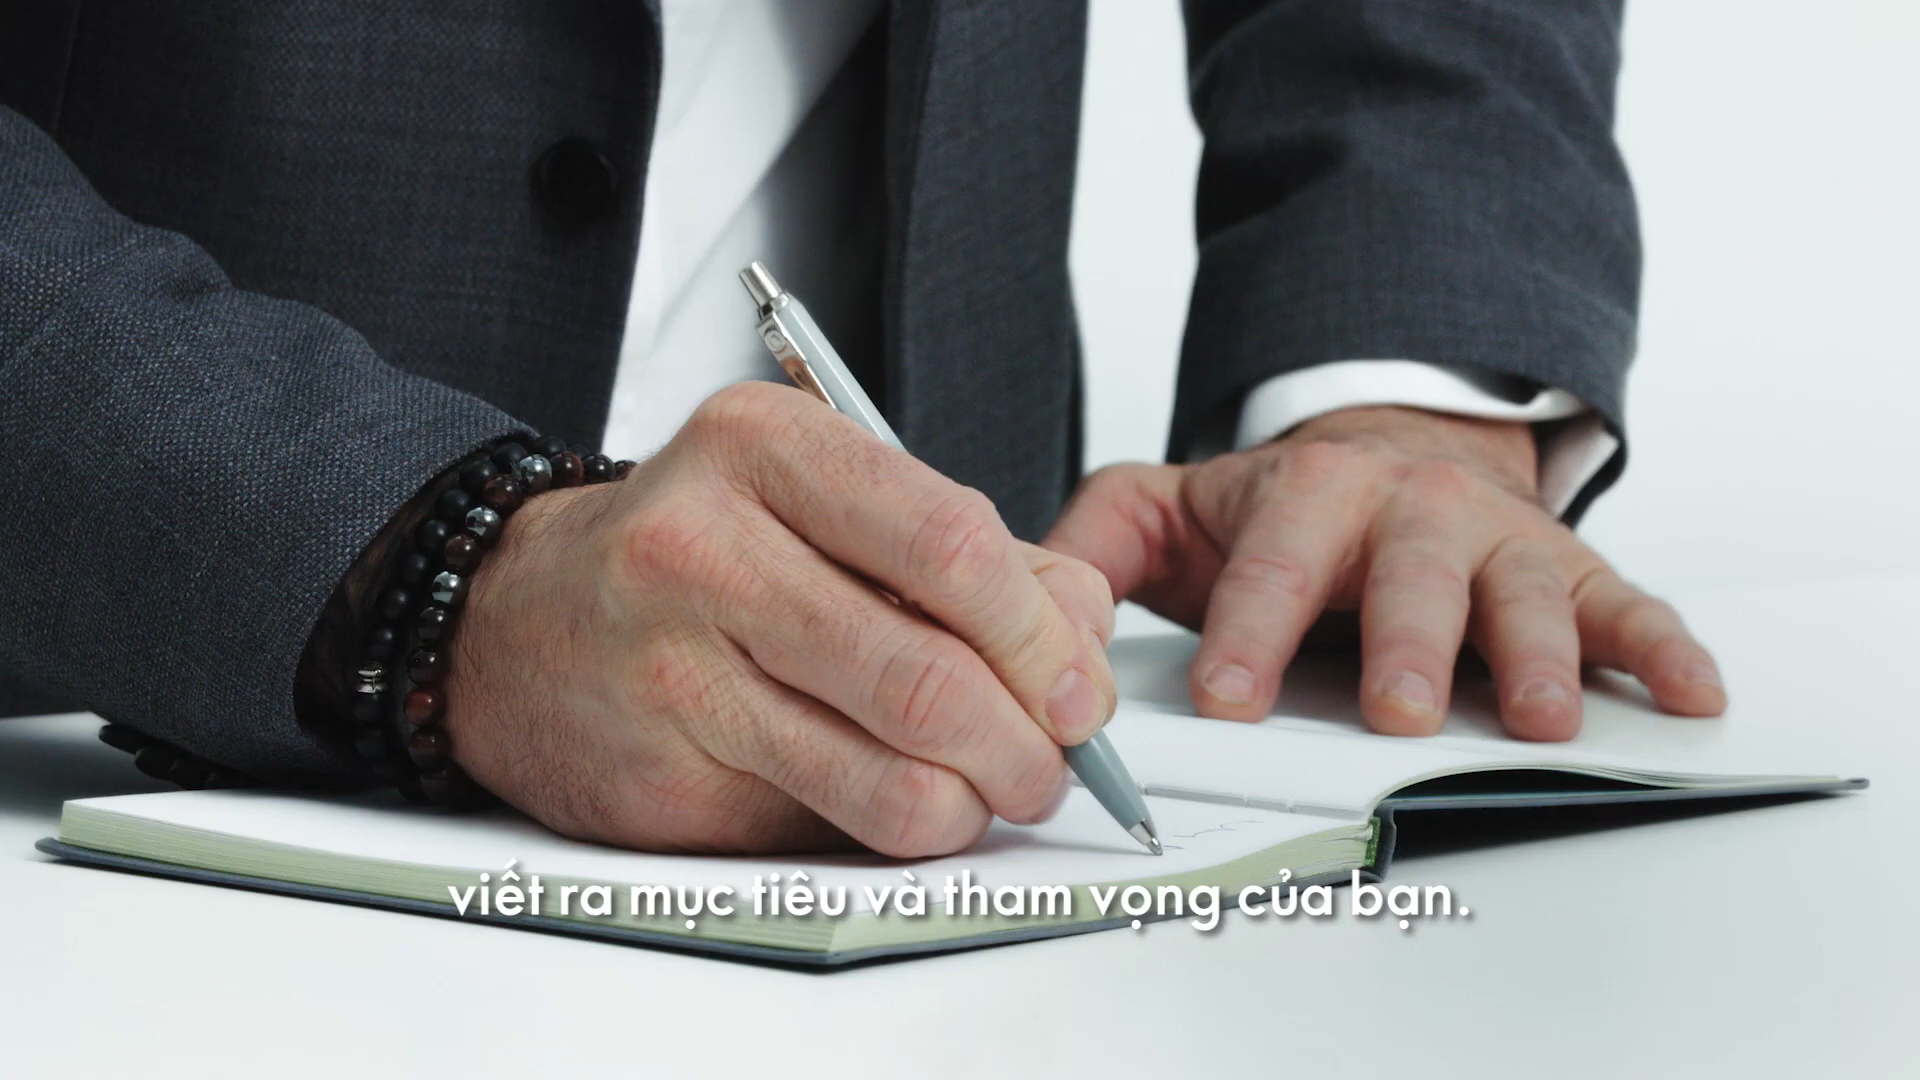 viết ra mục tiêu và tham vọng của bạn.